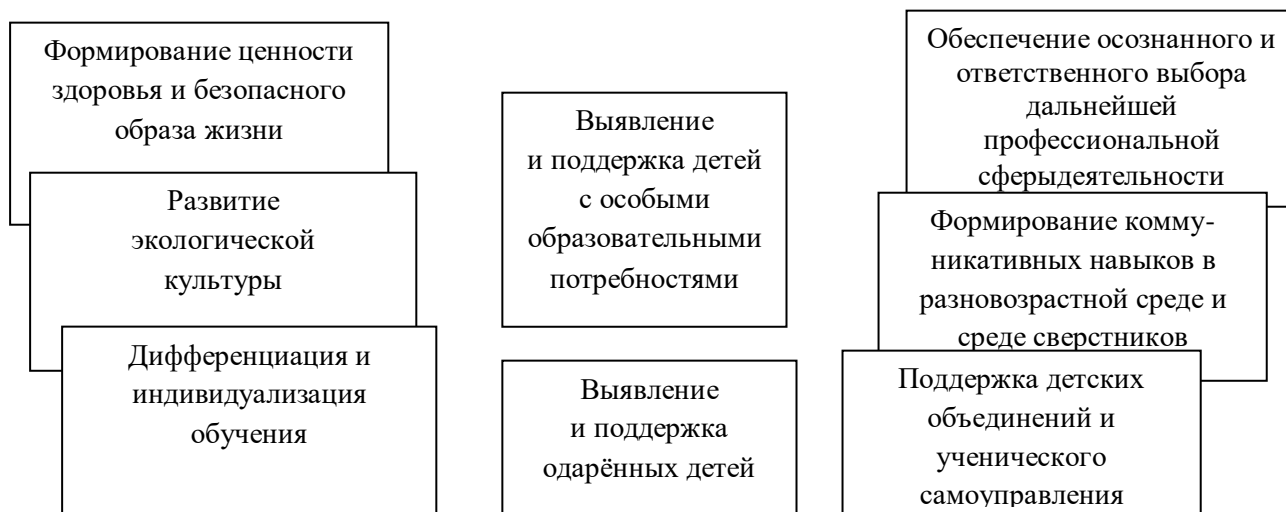 Формирование ценности
здоровья и безопасного
образа жизни
Развитие
экологической
культуры
Дифференциация и
индивидуализация
обучения
Выявление
и поддержка детей
с особыми
образовательными
потребностями
Выявление
и поддержка
одарённых детей
Обеспечение осознанного и
ответственного выбора
дальнейшей
профессиональной
сферыдеятельности
Формирование комму-
никативных навыков в
разновозрастной среде и
среде сверстников
Поддержка детских
объединений и
ученического
самоуправления